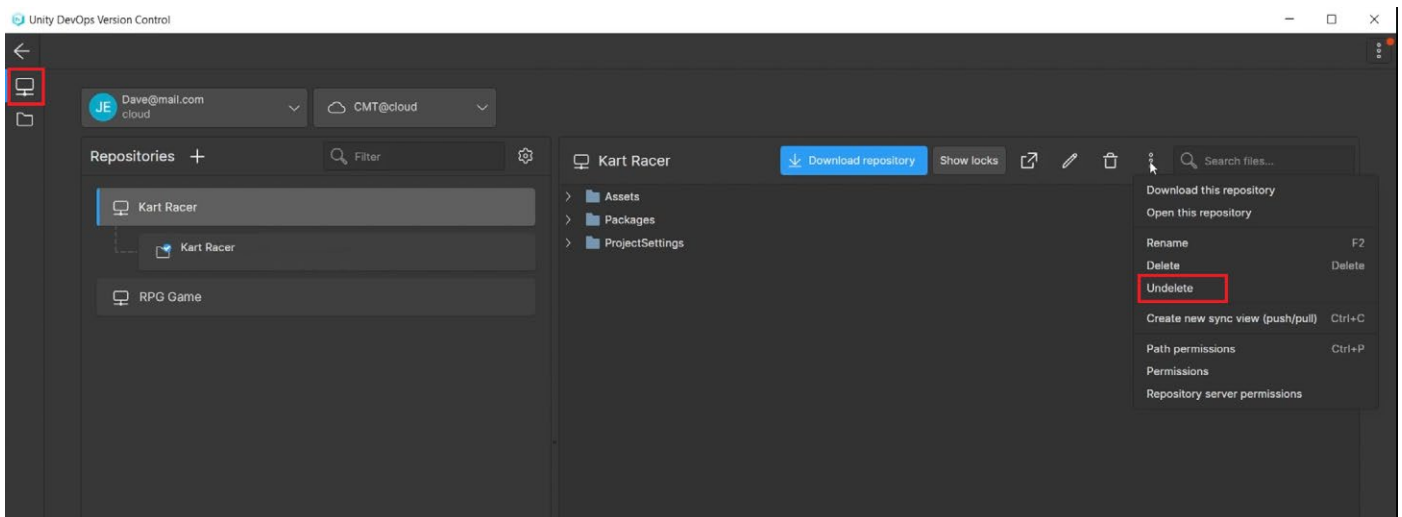 Unity DevOps Version Control
JE
Dave@mail.com
cloud
CMT@cloud
Repositories
Filter
Kart Racer
Kart Racer
RPG Game
Kart Racer
Download repository
Show locks
Search files...
Assets
Packages
ProjectSettings
Download this repository
Open this repository
Rename F2
Delete Delete
Undelete
Create new sync view (push/pull) Ctrl+C
Path permissions Ctrl+P
Permissions
Repository server permissions